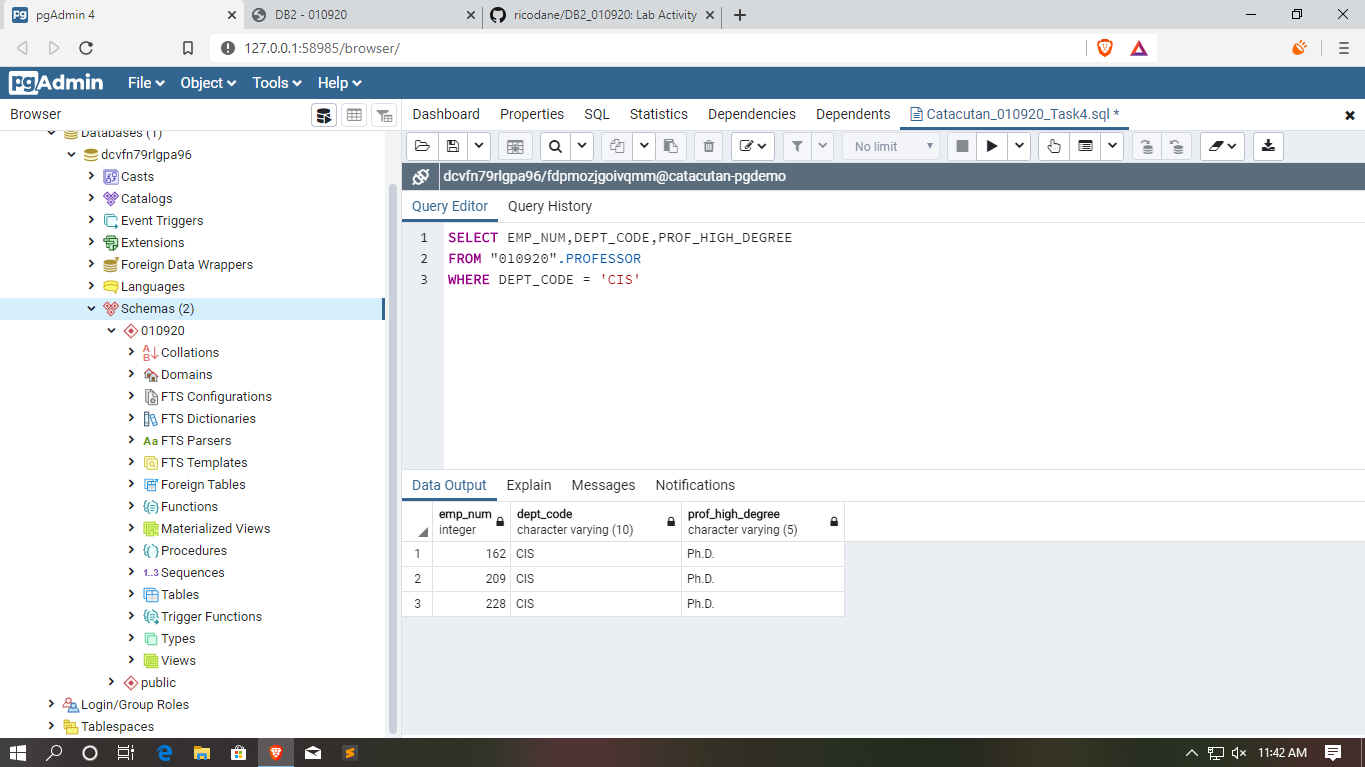 pgAdmin 4
DB2 - 010920
ricodane/DB2_010920: Lab Activity
127.0.0.1:58985/browser/
pgAdmin
File
Object
Tools
Help
Browser
Dashboard
Properties
SQL
Statistics
Dependencies
Dependents
Catacutan_010920_Task4.sql *
No limit
dcvfn79rlgpa96/fdpmozjgoivqmm@catacutan-pgdemo
Query Editor
Query History
1 SELECT EMP_NUM,DEPT_CODE,PROF_HIGH_DEGREE
2 FROM "010920".PROFESSOR
3 WHERE DEPT_CODE = 'CIS'
Databases (1)
dcvfn79rlgpa96
Casts
Catalogs
Event Triggers
Extensions
Foreign Data Wrappers
Languages
Schemas (2)
010920
Collations
Domains
FTS Configurations
FTS Dictionaries
Aa FTS Parsers
FTS Templates
Foreign Tables
Functions
Materialized Views
Procedures
1..3 Sequences
Tables
Trigger Functions
Types
Views
public
Login/Group Roles
Tablespaces
Data Output
Explain
Messages
Notifications
emp_num
integer
dept_code
character varying (10)
prof_high_degree
character varying (5)
1 162 CIS Ph.D.
2 209 CIS Ph.D.
3 228 CIS Ph.D.
11:42 AM